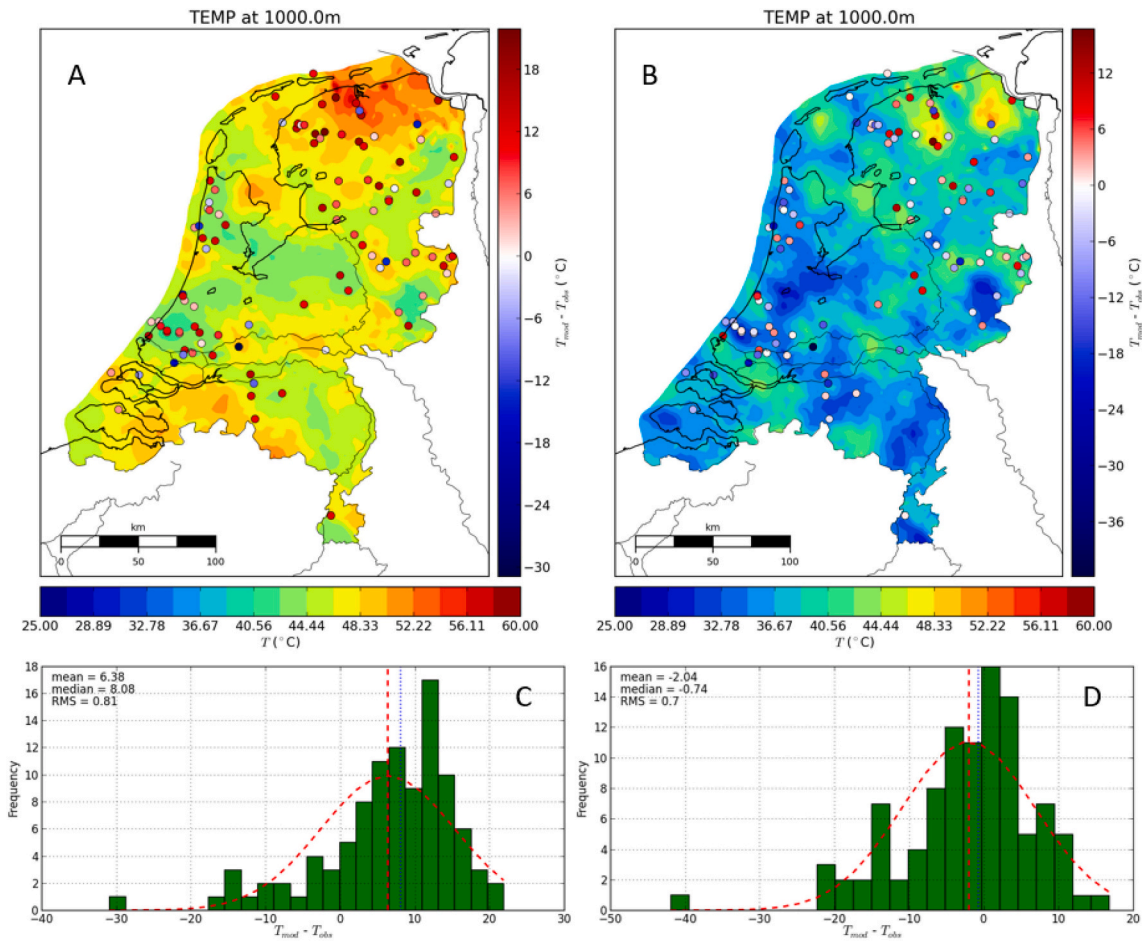 TEMP at 1000.0m
A
18
12
6
0
−6
−12
−18
−24
−30
T_mod - T_obs (°C)
km
0 50 100
25.00 28.89 32.78 36.67 40.56 44.44 48.33 52.22 56.11 60.00
T (°C)
TEMP at 1000.0m
B
12
6
0
−6
−12
−18
−24
−30
−36
T_mod - T_obs (°C)
km
0 50 100
25.00 28.89 32.78 36.67 40.56 44.44 48.33 52.22 56.11 60.00
T (°C)
mean = 6.38
median = 8.08
RMS = 0.81
C
Frequency
18
16
14
12
10
8
6
4
2
0
−40 −30 −20 −10 0 10 20 30
T_mod - T_obs
mean = -2.04
median = -0.74
RMS = 0.7
D
Frequency
16
14
12
10
8
6
4
2
0
−50 −40 −30 −20 −10 0 10 20
T_mod - T_obs